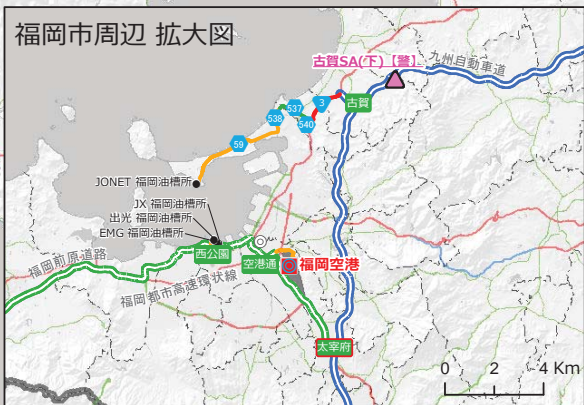 福岡市周辺 拡大図
古賀SA(下)【警】
九州自動車道
古賀
3
537
538
540
59
JONET 福岡油槽所
JX 福岡油槽所
出光 福岡油槽所
EMG 福岡油槽所
西公園
空港通
福岡空港
福岡前原道路
福岡都市高速環状線
太宰府
0 2 4 Km